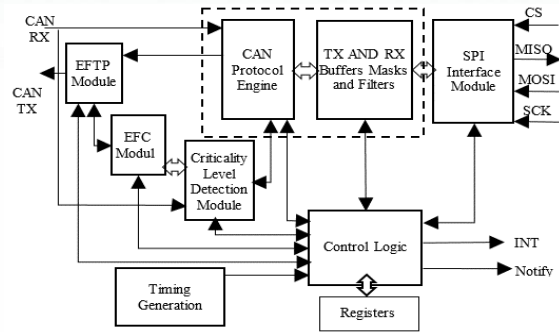 CAN
RX
CAN
TX
EFTP
Module
EFC
Modul
CAN
Protocol
Engine
TX AND RX
Buffers Masks
and Filters
SPI
Interface
Module
CS
MISO
MOSI
SCK
Criticality
Level
Detection
Module
Control Logic
INT
Notify
Timing
Generation
Registers